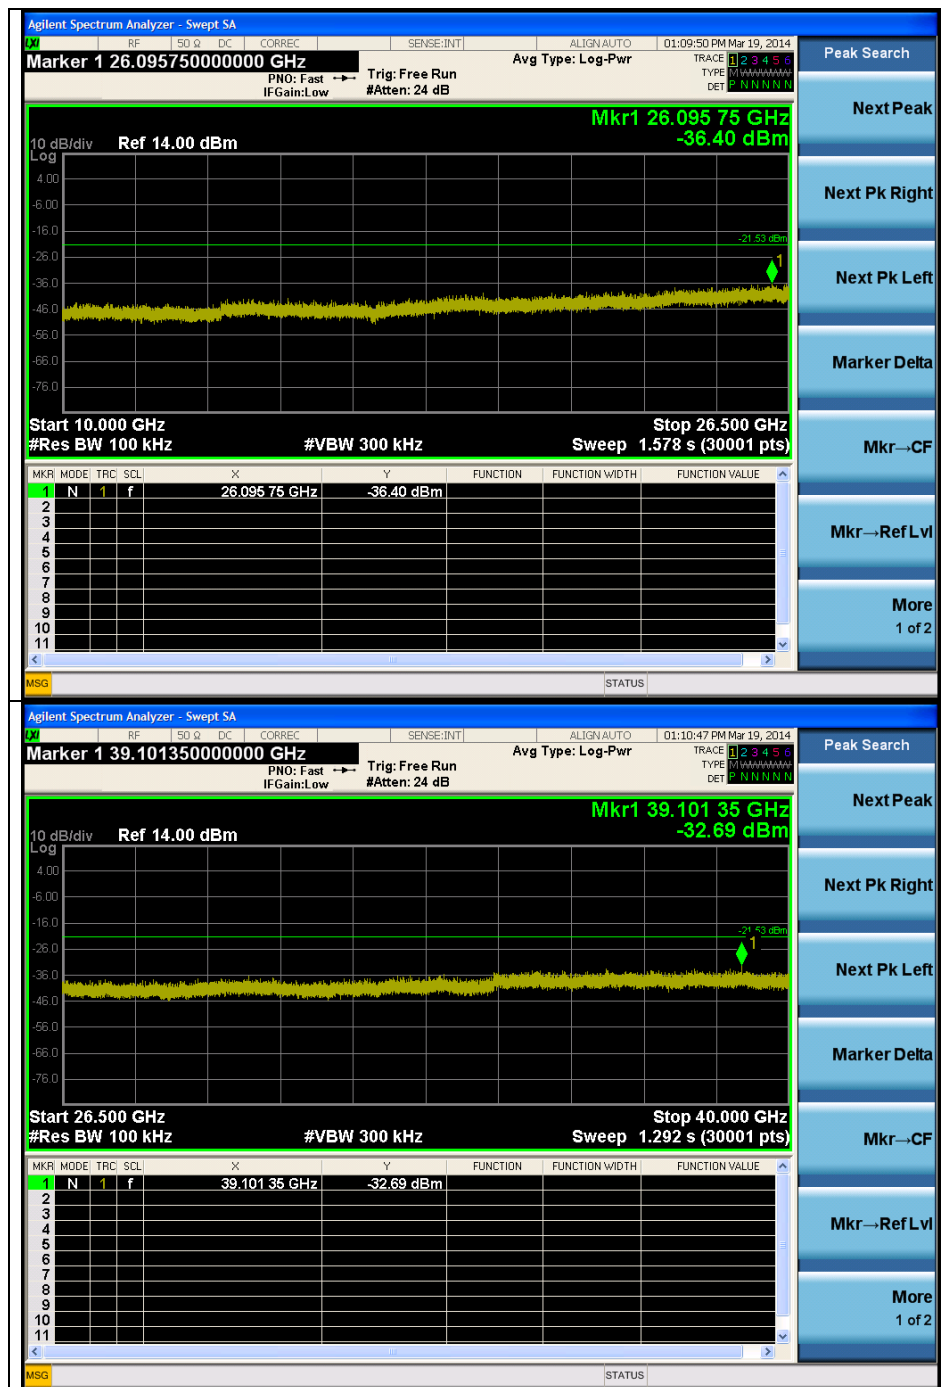 Agilent Spectrum Analyzer - Swept SA
LXI RF 50 Ω DC CORREC SENSE:INT ALIGNAUTO 01:09:50 PM Mar 19, 2014
Marker 1 26.095750000000 GHz
PNO: Fast
IFGain:Low
Trig: Free Run
#Atten: 24 dB
Avg Type: Log-Pwr
TRACE 1 2 3 4 5 6
TYPE M
DET P N N N N N
Mkr1 26.095 75 GHz
-36.40 dBm
10 dB/div Ref 14.00 dBm
Log
4.00
-6.00
-16.0
-21.53 dBm
-26.0
1
-36.0
-46.0
-56.0
-66.0
-76.0
Start 10.000 GHz Stop 26.500 GHz
#Res BW 100 kHz #VBW 300 kHz Sweep 1.578 s (30001 pts)
MKR MODE TRC SCL X Y FUNCTION FUNCTION WIDTH FUNCTION VALUE
1 N 1 f 26.095 75 GHz -36.40 dBm
2
3
4
5
6
7
8
9
10
11
MSG STATUS
Peak Search
Next Peak
Next Pk Right
Next Pk Left
Marker Delta
Mkr→CF
Mkr→Ref Lvl
More
1 of 2
Agilent Spectrum Analyzer - Swept SA
LXI RF 50 Ω DC CORREC SENSE:INT ALIGNAUTO 01:10:47 PM Mar 19, 2014
Marker 1 39.101350000000 GHz
PNO: Fast
IFGain:Low
Trig: Free Run
#Atten: 24 dB
Avg Type: Log-Pwr
TRACE 1 2 3 4 5 6
TYPE M
DET P N N N N N
Mkr1 39.101 35 GHz
-32.69 dBm
10 dB/div Ref 14.00 dBm
Log
4.00
-6.00
-16.0
-21.53 dBm
1
-26.0
-36.0
-46.0
-56.0
-66.0
-76.0
Start 26.500 GHz Stop 40.000 GHz
#Res BW 100 kHz #VBW 300 kHz Sweep 1.292 s (30001 pts)
MKR MODE TRC SCL X Y FUNCTION FUNCTION WIDTH FUNCTION VALUE
1 N 1 f 39.101 35 GHz -32.69 dBm
2
3
4
5
6
7
8
9
10
11
MSG STATUS
Peak Search
Next Peak
Next Pk Right
Next Pk Left
Marker Delta
Mkr→CF
Mkr→Ref Lvl
More
1 of 2